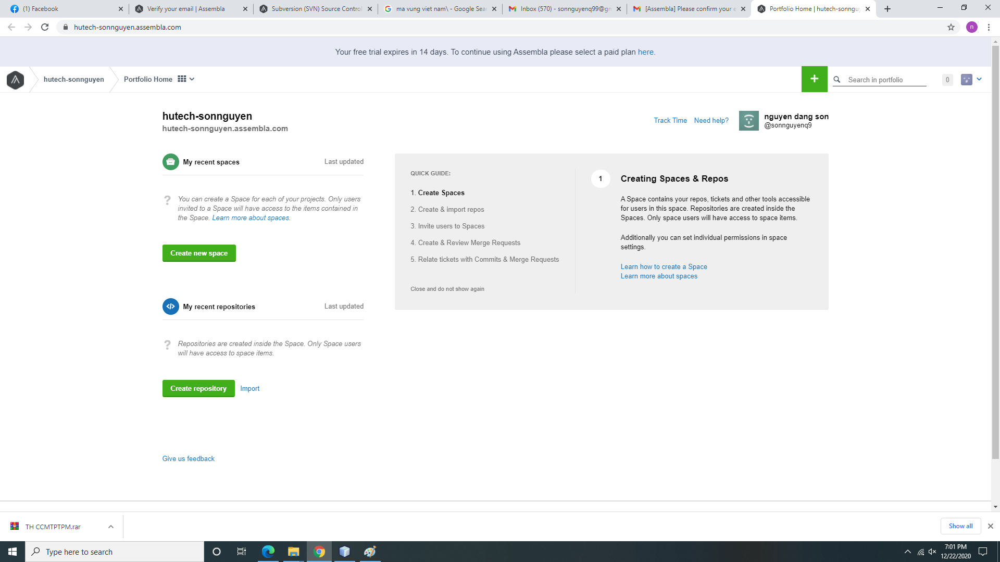 (1) Facebook
Verify your email | Assembla
Subversion (SVN) Source Control
ma vung viet nam\ - Google Sea
Inbox (570) - sonnguyenq99@gm
[Assembla] Please confirm your e
Portfolio Home | hutech-sonngu
hutech-sonnguyen.assembla.com
n
Your free trial expires in 14 days. To continue using Assembla please select a paid plan here.
hutech-sonnguyen
Portfolio Home
+
Search in portfolio
0
hutech-sonnguyen
hutech-sonnguyen.assembla.com
Track Time
Need help?
nguyen dang son
@sonnguyenq9
My recent spaces
Last updated
You can create a Space for each of your projects. Only users
invited to a Space will have access to the items contained in
the Space. Learn more about spaces.
Create new space
QUICK GUIDE:
1. Create Spaces
2. Create & import repos
3. Invite users to Spaces
4. Create & Review Merge Requests
5. Relate tickets with Commits & Merge Requests
Close and do not show again
1
Creating Spaces & Repos
A Space contains your repos, tickets and other tools accessible
for users in this space. Repositories are created inside the
Spaces. Only space users will have access to space items.
Additionally you can set individual permissions in space
settings.
Learn how to create a Space
Learn more about spaces
My recent repositories
Last updated
Repositories are created inside the Space. Only Space users
will have access to space items.
Create repository
Import
Give us feedback
TH CCMTPTPM.rar
Show all
Type here to search
7:01 PM
12/22/2020